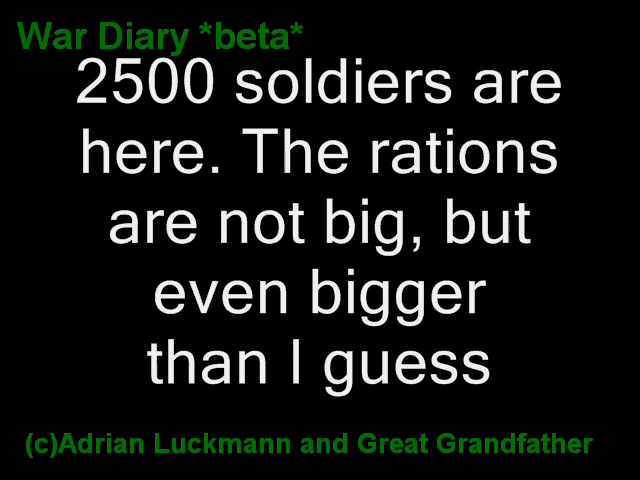 War Diary *beta*
2500 soldiers are
here. The rations
are not big, but
even bigger
than I guess
(c)Adrian Luckmann and Great Grandfather